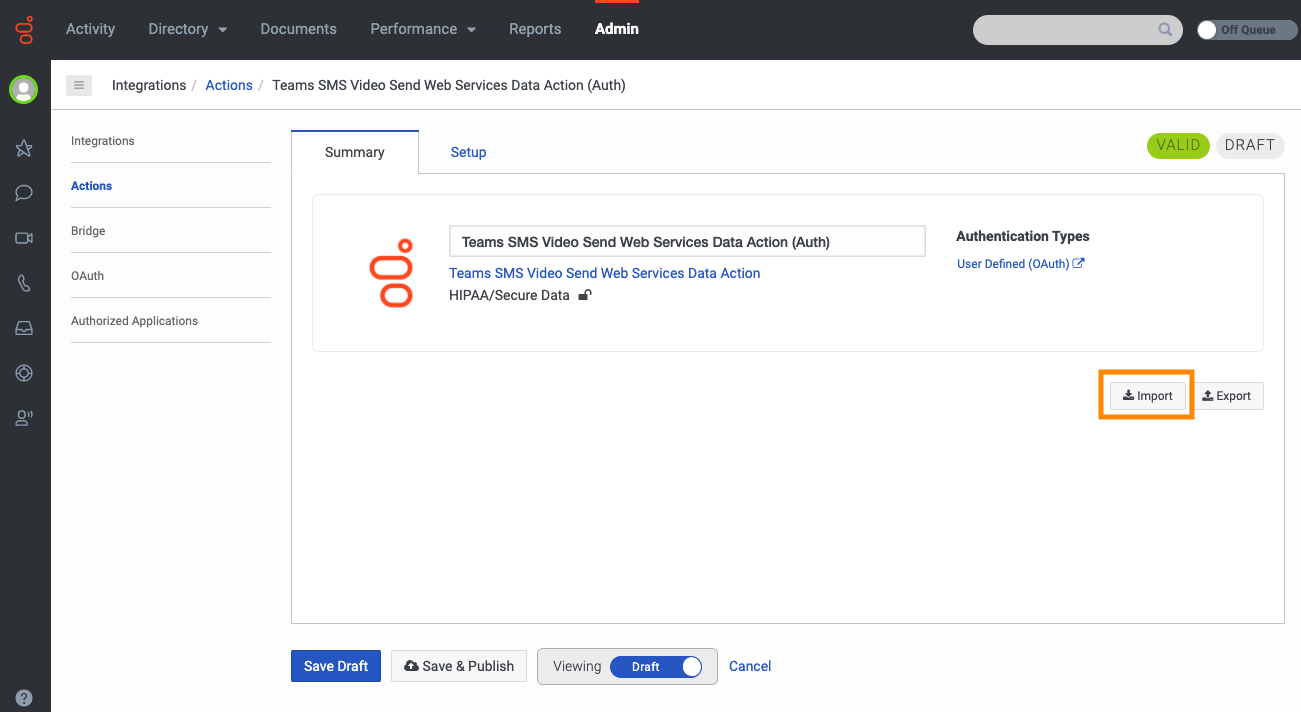 Activity Directory Documents Performance Reports Admin Off Queue
Integrations / Actions / Teams SMS Video Send Web Services Data Action (Auth)
Integrations
Actions
Bridge
OAuth
Authorized Applications
Summary Setup
VALID DRAFT
Teams SMS Video Send Web Services Data Action (Auth)
Teams SMS Video Send Web Services Data Action
HIPAA/Secure Data
Authentication Types
User Defined (OAuth)
Import Export
Save Draft Save & Publish Viewing Draft Cancel